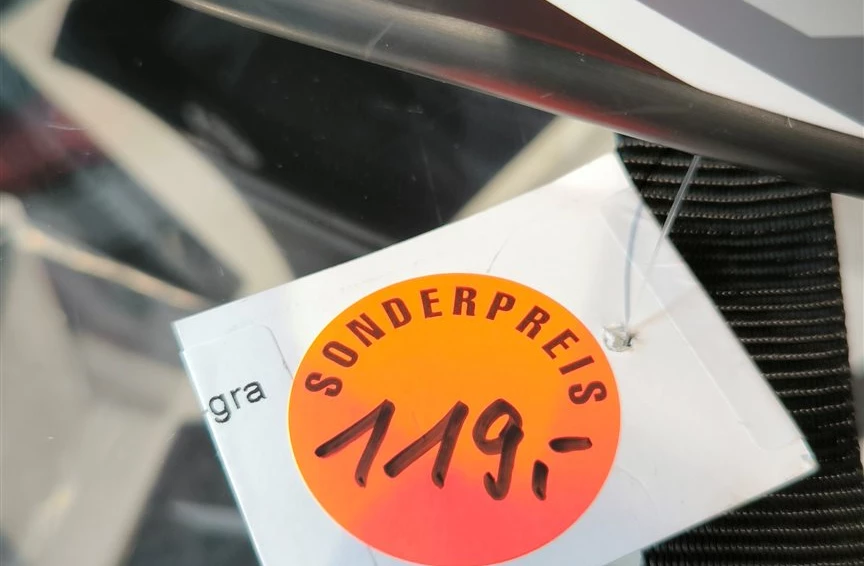 SONDERPREIS
119,-
-gra